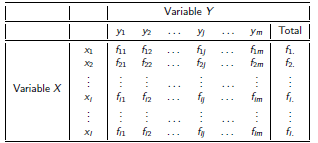 Variable Y
y1 y2 ... yj ... ym Total
x1 f11 f12 ... f1j ... f1m f1.
x2 f21 f22 ... f2j ... f2m f2.
⋮ ⋮ ⋮ ... ⋮ ... ⋮ ⋮
Variable X xi fi1 fi2 ... fij ... fim fi.
⋮ ⋮ ⋮ ... ⋮ ... ⋮ ⋮
xl fl1 fl2 ... flj ... flm fl.